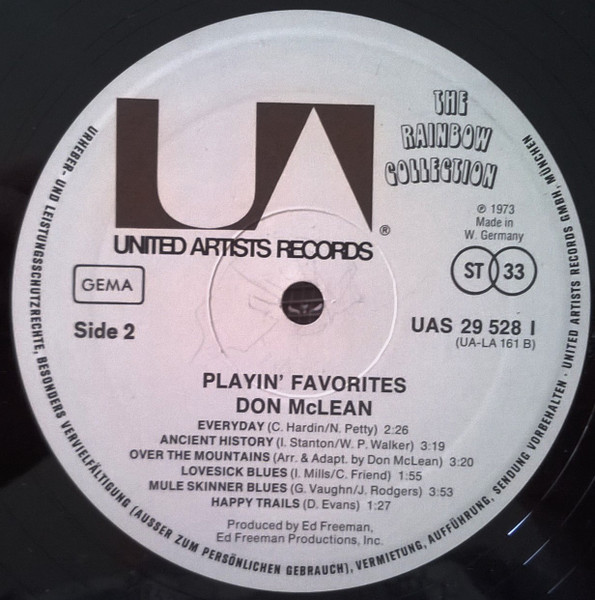 UA
UNITED ARTISTS RECORDS®
THE
RAINBOW
COLLECTION
℗ 1973
Made in
W. Germany
GEMA
ST 33
Side 2
UAS 29 528 I
(UA-LA 161 B)
PLAYIN' FAVORITES
DON McLEAN
EVERYDAY (C. Hardin/N. Petty) 2:26
ANCIENT HISTORY (I. Stanton/W. P. Walker) 3:19
OVER THE MOUNTAINS (Arr. & Adapt. by Don McLean) 3:20
LOVESICK BLUES (I. Mills/C. Friend) 1:55
MULE SKINNER BLUES (G. Vaughn/J. Rodgers) 3:53
HAPPY TRAILS (D. Evans) 1:27
Produced by Ed Freeman,
Ed Freeman Productions, Inc.
URHEBER- UND LEISTUNGSSCHUTZRECHTE, BESONDERS VERVIELFÄLTIGUNG (AUSSER ZUM PERSÖNLICHEN GEBRAUCH), VERMIETUNG, AUFFÜHRUNG, SENDUNG VORBEHALTEN · UNITED ARTISTS RECORDS GMBH, MÜNCHEN